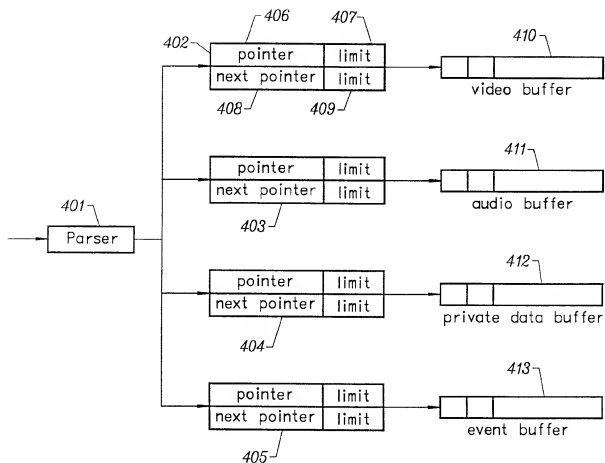 406 407
402 410
pointer limit
next pointer limit
video buffer
408 409
411
pointer limit
next pointer limit
audio buffer
401
403
Parser
412
pointer limit
next pointer limit
private data buffer
404
413
pointer limit
next pointer limit
event buffer
405